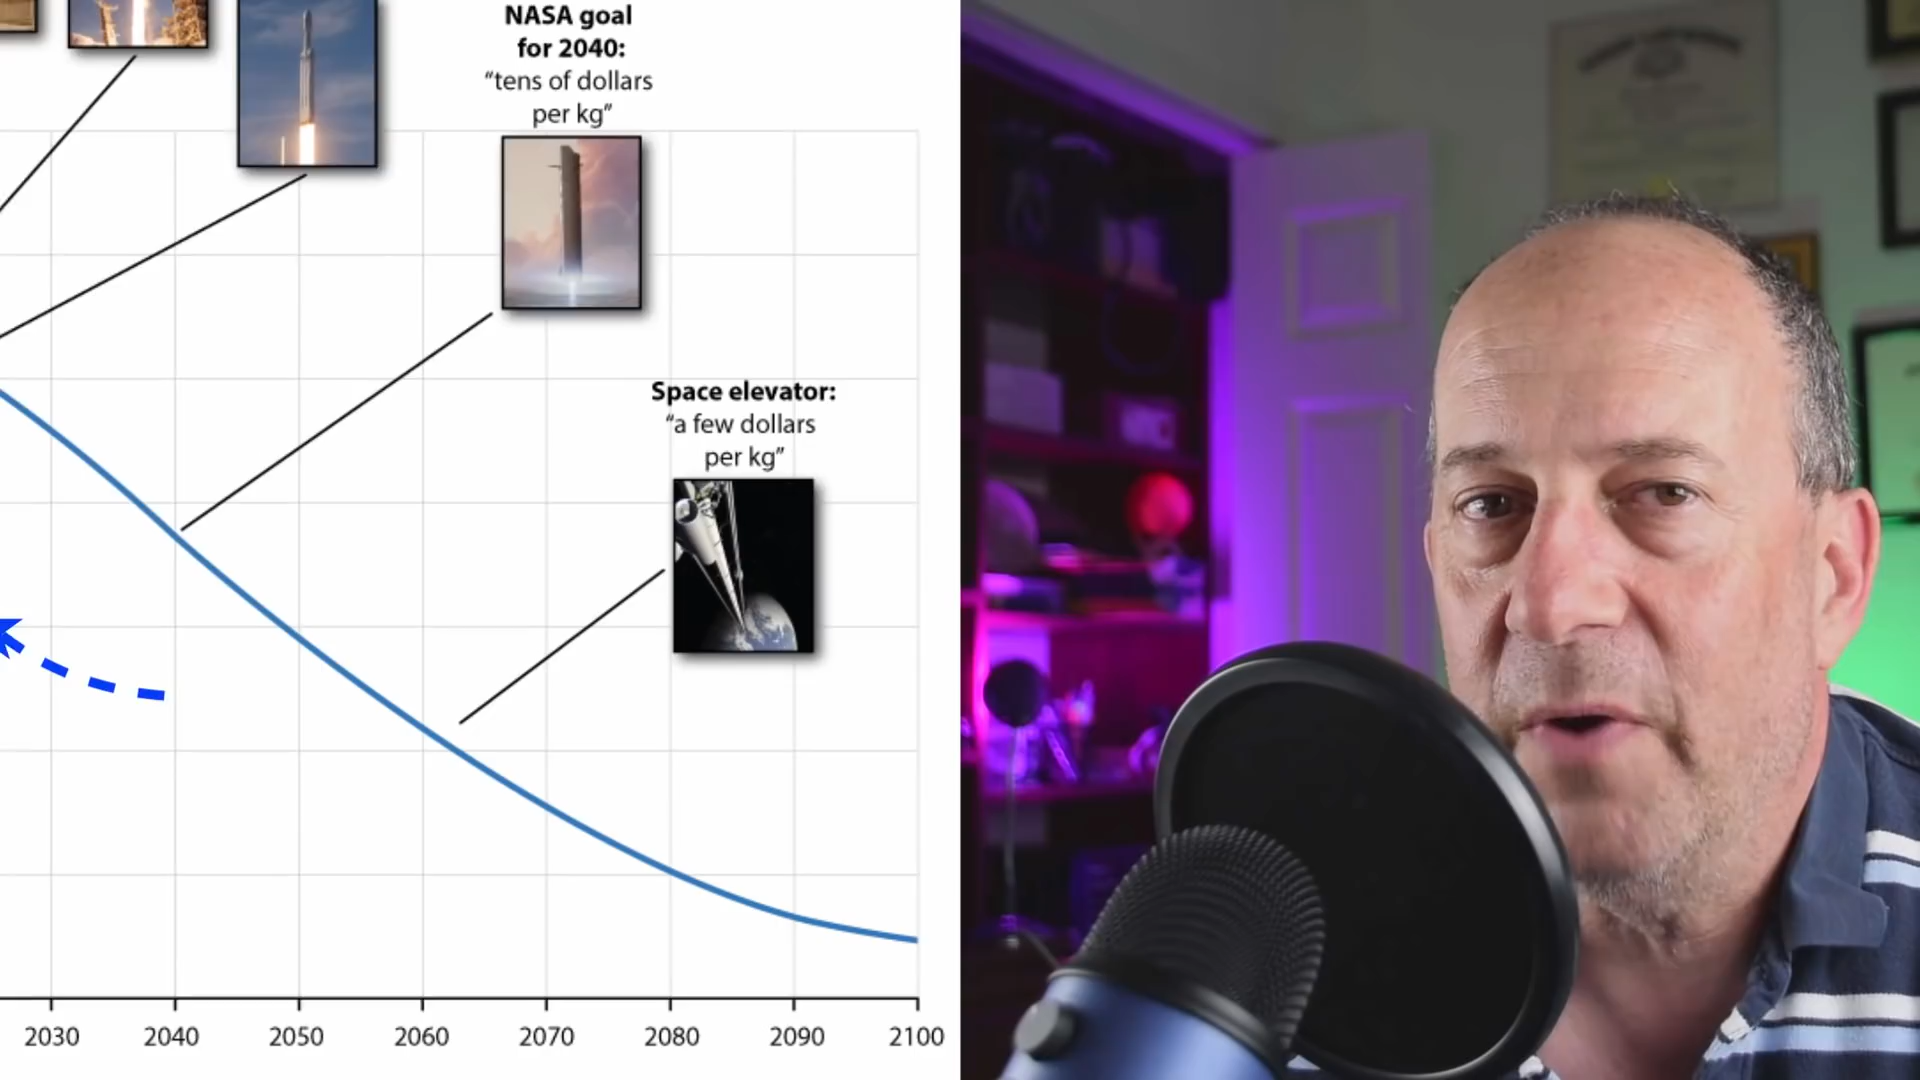 NASA goal
for 2040:
“tens of dollars
per kg”
Space elevator:
“a few dollars
per kg”
2030 2040 2050 2060 2070 2080 2090 2100